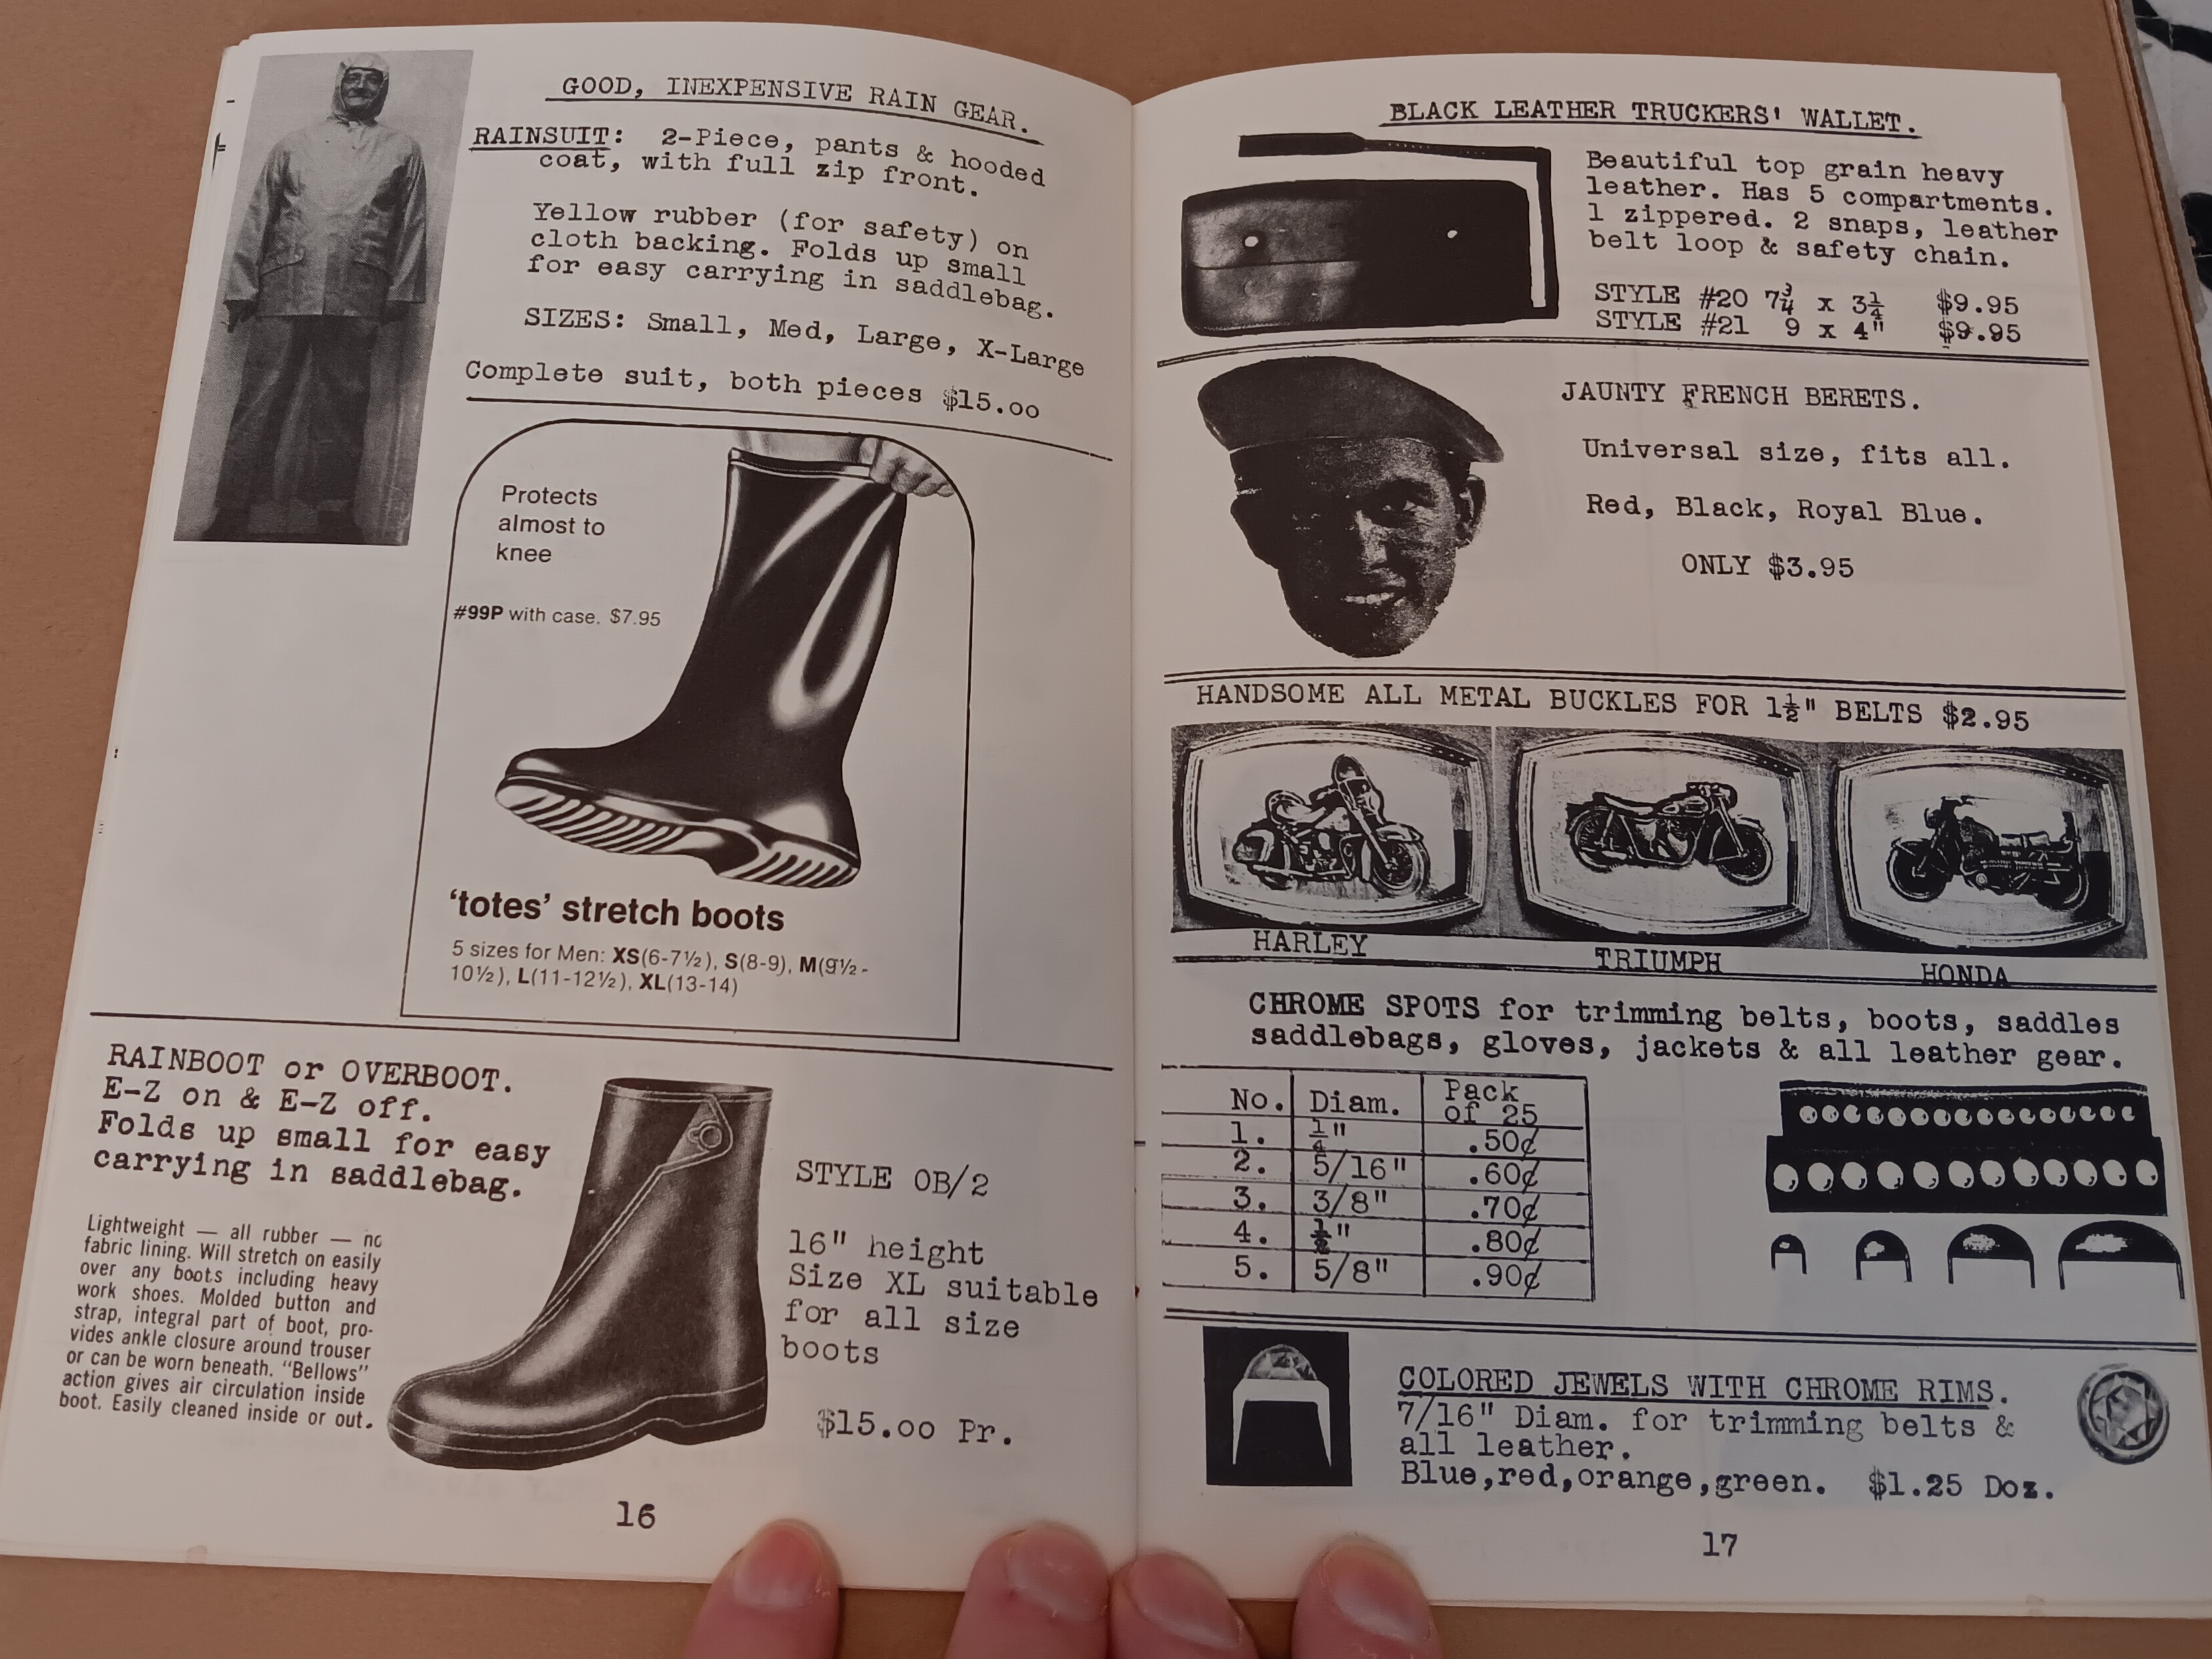 GOOD, INEXPENSIVE RAIN GEAR.
RAINSUIT: 2-Piece, pants & hooded
coat, with full zip front.
Yellow rubber (for safety) on
cloth backing. Folds up small
for easy carrying in saddlebag.
SIZES: Small, Med, Large, X-Large
Complete suit, both pieces $15.00
Protects
almost to
knee
#99P with case. $7.95
'totes' stretch boots
5 sizes for Men: XS(6-7½), S(8-9), M(9½-
10½), L(11-12½), XL(13-14)
RAINBOOT or OVERBOOT.
E-Z on & E-Z off.
Folds up small for easy
carrying in saddlebag.
Lightweight — all rubber — no
fabric lining. Will stretch on easily
over any boots including heavy
work shoes. Molded button and
strap, integral part of boot, pro-
vides ankle closure around trouser
or can be worn beneath. "Bellows"
action gives air circulation inside
boot. Easily cleaned inside or out.
STYLE OB/2
16" height
Size XL suitable
for all size
boots
$15.00 Pr.
16
BLACK LEATHER TRUCKERS' WALLET.
Beautiful top grain heavy
leather. Has 5 compartments.
1 zippered. 2 snaps, leather
belt loop & safety chain.
STYLE #20 7¾ x 3¼ $9.95
STYLE #21 9 x 4" $9.95
JAUNTY FRENCH BERETS.
Universal size, fits all.
Red, Black, Royal Blue.
ONLY $3.95
HANDSOME ALL METAL BUCKLES FOR 1½" BELTS $2.95
HARLEY TRIUMPH HONDA
CHROME SPOTS for trimming belts, boots, saddles
saddlebags, gloves, jackets & all leather gear.
No. Diam. Pack of 25
1. ¼" .50¢
2. 5/16" .60¢
3. 3/8" .70¢
4. ½" .80¢
5. 5/8" .90¢
COLORED JEWELS WITH CHROME RIMS.
7/16" Diam. for trimming belts &
all leather.
Blue,red,orange,green. $1.25 Doz.
17